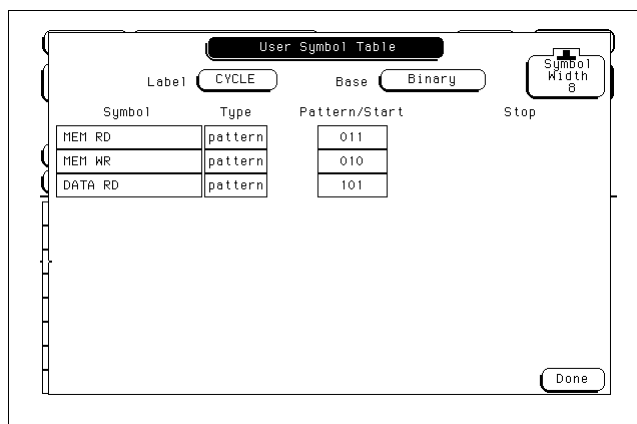 User Symbol Table
Label CYCLE Base Binary Symbol Width 8
Symbol Type Pattern/Start Stop
MEM RD pattern 011
MEM WR pattern 010
DATA RD pattern 101
Done